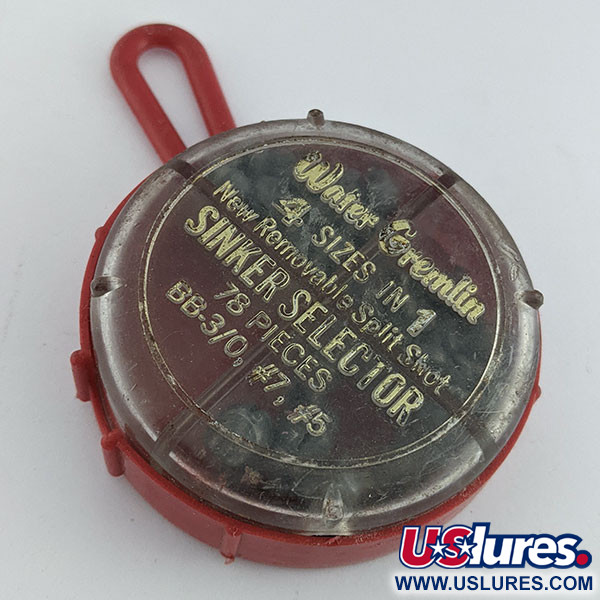 Water Gremlin
4 SIZES IN 1
New Removable Split Shot
SINKER SELECTOR
78 PIECES
BB-3/0, #7, #5
USlures.
WWW.USLURES.COM